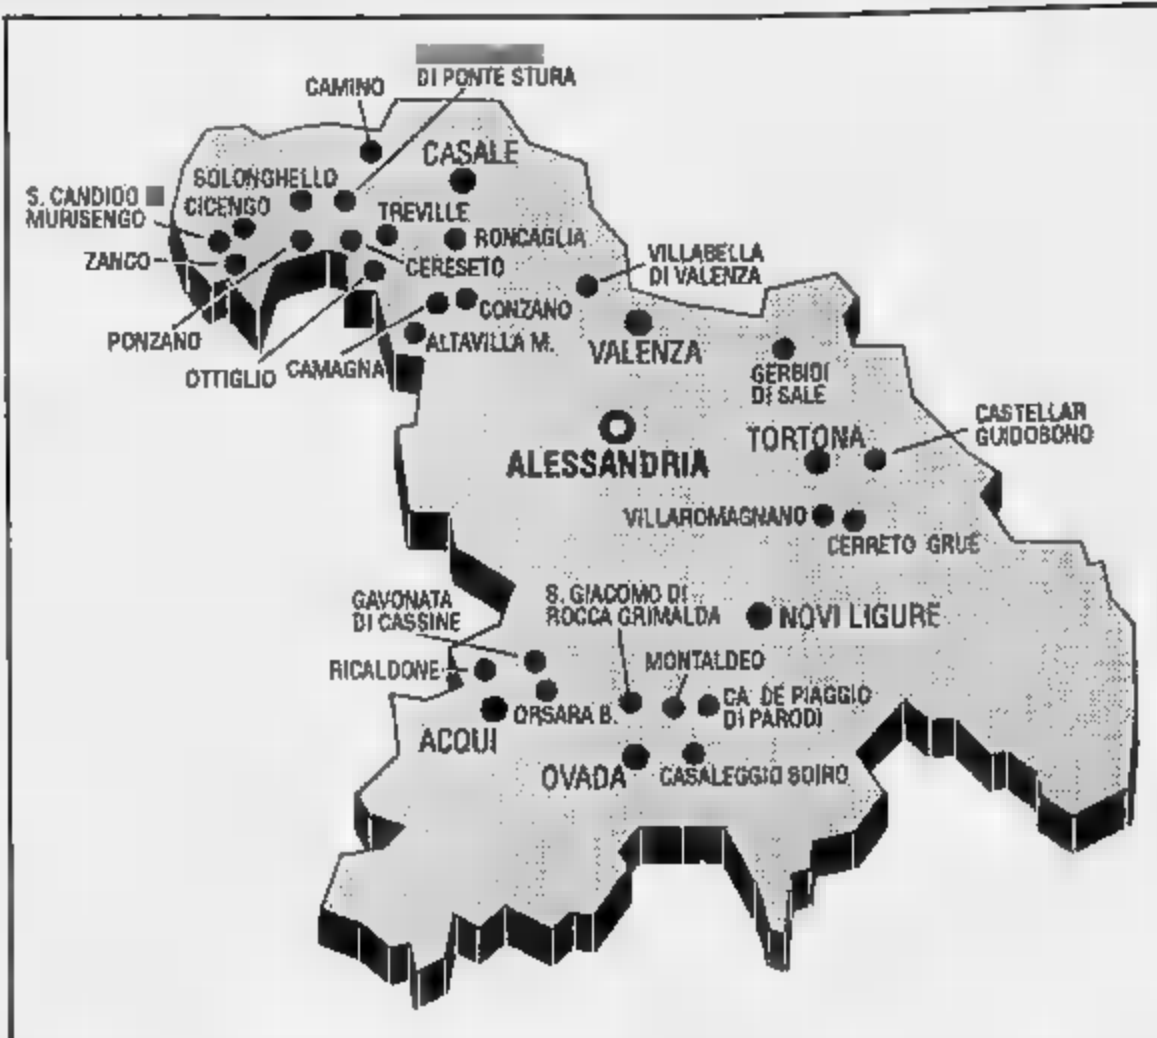 DI PONTE STURA
CAMINO
CASALE
SOLONGHELLO
S. CANDIDO
MURISENGO
CICENGO
TREVILLE
RONCAGLIA
ZANCO
CERESETO
VILLABELLA
DI VALENZA
CONZANO
PONZANO
ALTAVILLA M.
OTTIGLIO
CAMAGNA
VALENZA
GERBIDI
DI SALE
CASTELLAR
GUIDOBONO
TORTONA
ALESSANDRIA
VILLAROMAGNANO
CERRETO GRUE
GAVONATA
DI CASSINE
S. GIACOMO DI
ROCCA GRIMALDA
NOVI LIGURE
RICALDONE
MONTALDEO
ORSARA B.
CA DE PIAGGIO
DI PARODI
ACQUI
OVADA
CASALEGGIO BOIRO